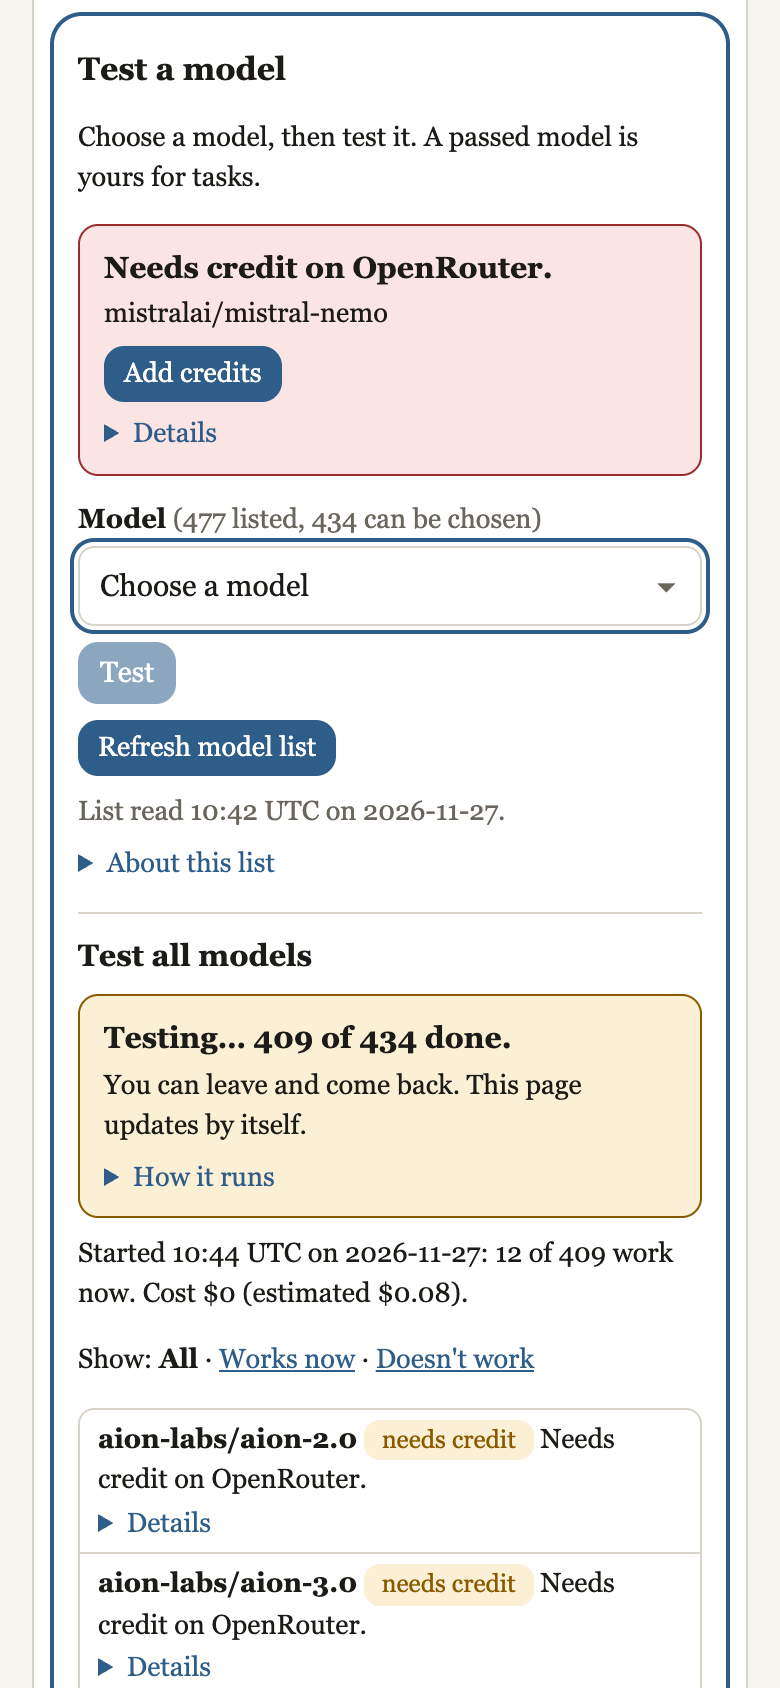 Test a model
Choose a model, then test it. A passed model is
yours for tasks.
Needs credit on OpenRouter.
mistralai/mistral-nemo
Add credits
Details
Model (477 listed, 434 can be chosen)
Choose a model
Test
Refresh model list
List read 10:42 UTC on 2026-11-27.
About this list
Test all models
Testing... 409 of 434 done.
You can leave and come back. This page
updates by itself.
How it runs
Started 10:44 UTC on 2026-11-27: 12 of 409 work
now. Cost $0 (estimated $0.08).
Show: All · Works now · Doesn't work
aion-labs/aion-2.0 needs credit Needs
credit on OpenRouter.
Details
aion-labs/aion-3.0 needs credit Needs
credit on OpenRouter.
Details